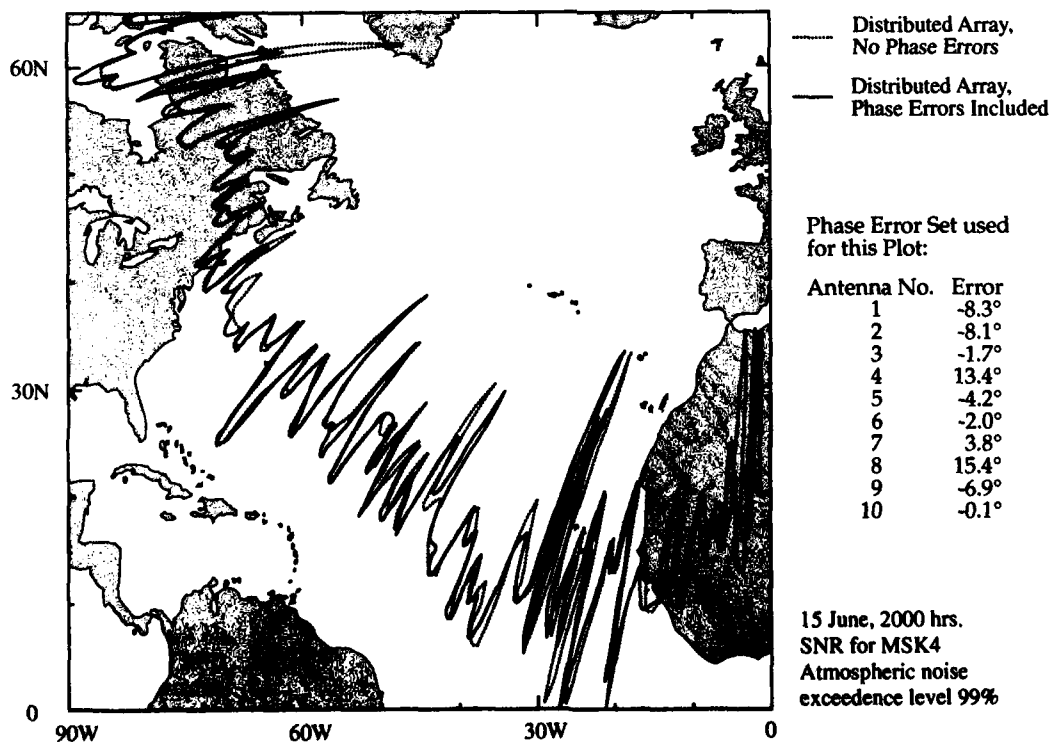 60N
30N
0
90W
60W
30W
0
Distributed Array,
No Phase Errors
Distributed Array,
Phase Errors Included
Phase Error Set used
for this Plot:
Antenna No. Error
1 -8.3°
2 -8.1°
3 -1.7°
4 13.4°
5 -4.2°
6 -2.0°
7 3.8°
8 15.4°
9 -6.9°
10 -0.1°
15 June, 2000 hrs.
SNR for MSK4
Atmospheric noise
exceedence level 99%